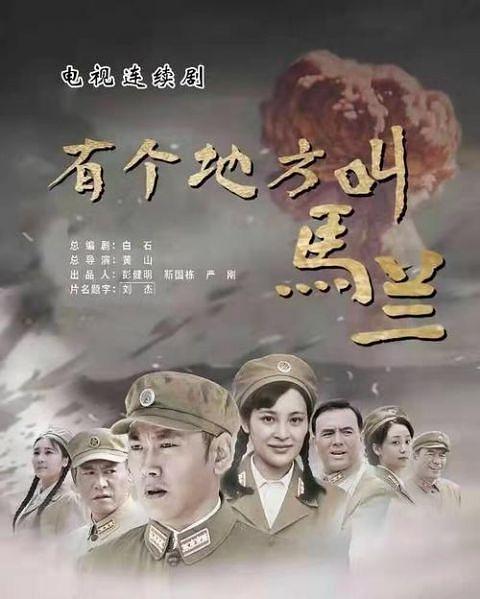 电视连续剧
有个地方叫
馬兰
总编剧：白石
总导演：黄山
出品人：彭健明 靳国栋 严刚
片名题字：刘杰